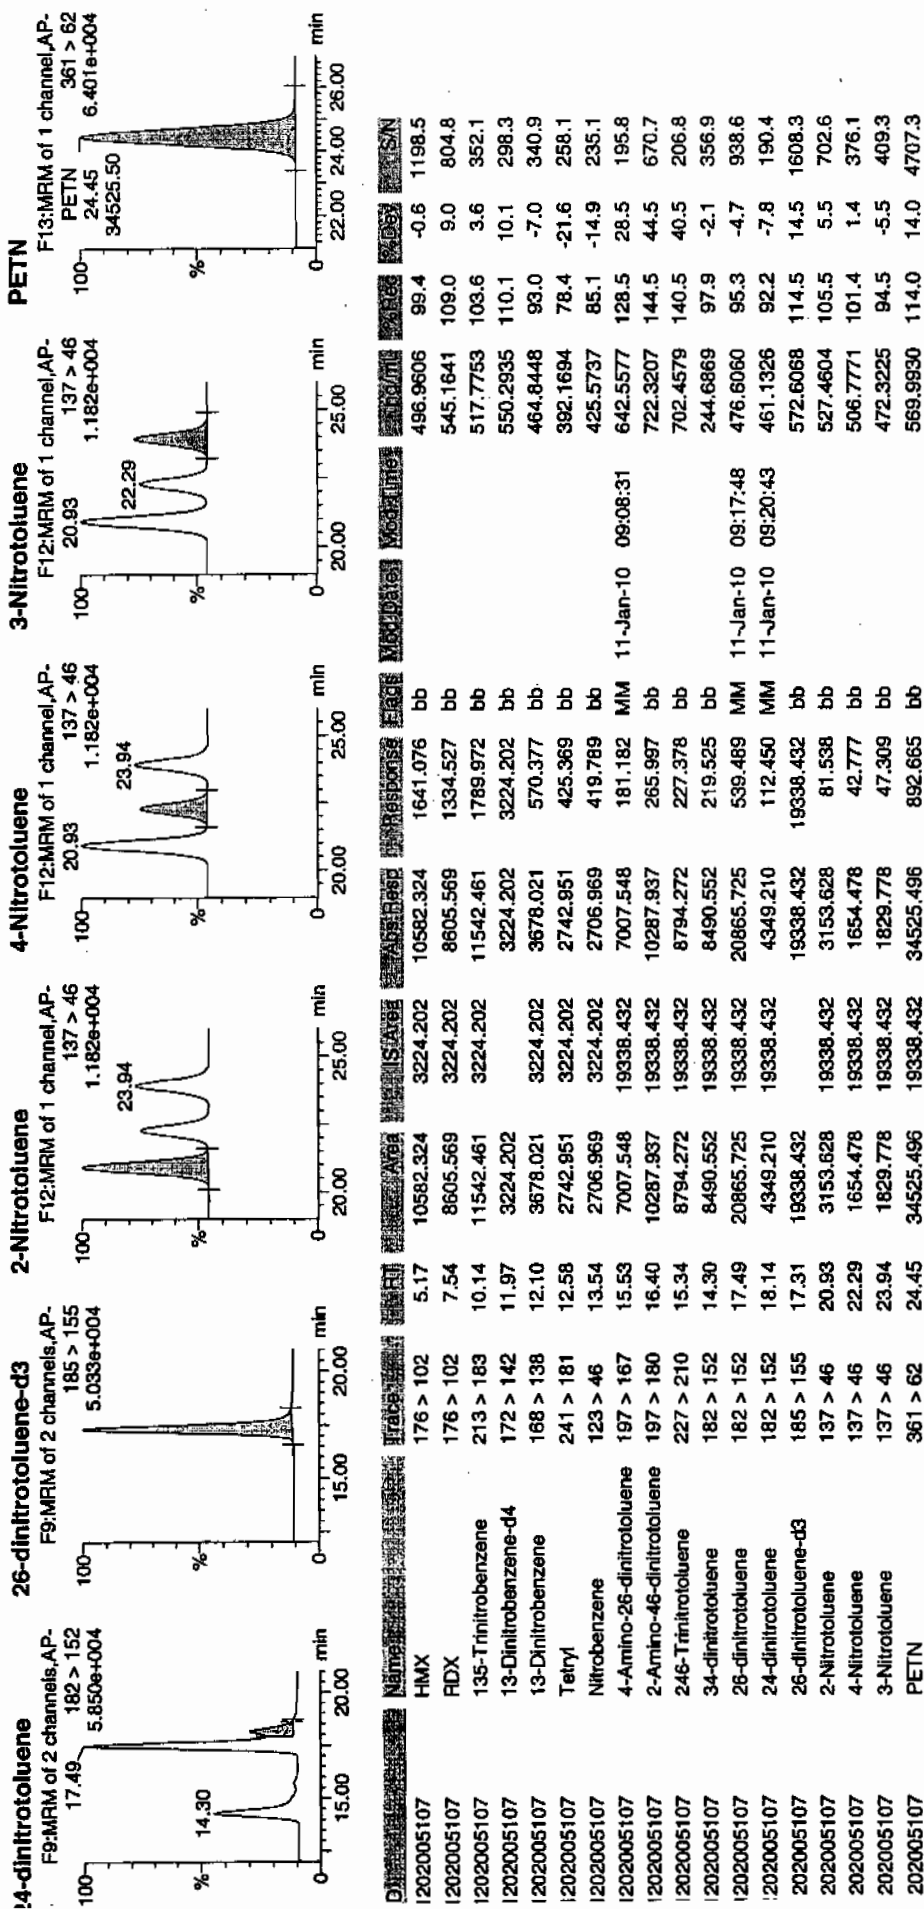 24-dinitrotoluene
F9:MRM of 2 channels,AP-
182 > 152
5.850e+004
17.49
14.30
100
%
0
15.00
20.00
26-dinitrotoluene-d3
F9:MRM of 2 channels,AP-
185 > 155
5.033e+004
100
%
0
15.00
20.00
min
2-Nitrotoluene
F12:MRM of 1 channel,AP-
137 > 46
1.182e+004
23.94
100
%
0
20.00
25.00
min
4-Nitrotoluene
F12:MRM of 1 channel,AP-
137 > 46
1.182e+004
20.93
23.94
100
%
0
20.00
25.00
min
3-Nitrotoluene
F12:MRM of 1 channel,AP-
137 > 46
1.182e+004
20.93
22.29
100
%
0
20.00
25.00
min
PETN
F13:MRM of 1 channel,AP-
361 > 62
6.401e+004
PETN
24.45
34525.50
100
%
0
22.00
24.00
26.00
min
Name Trace RT Area IS Area Abs.Resp Response Flags Mod.Date Mod.Time %Rec %Dev S/N
1202005107 HMX 176 > 102 5.17 10582.324 3224.202 10582.324 1641.076 bb 496.9606 99.4 -0.6 1198.5
1202005107 RDX 176 > 102 7.54 8605.569 3224.202 8605.569 1334.527 bb 545.1641 109.0 9.0 804.8
1202005107 135-Trinitrobenzene 213 > 183 10.14 11542.461 3224.202 11542.461 1789.972 bb 517.7753 103.6 3.6 352.1
1202005107 13-Dinitrobenzene-d4 172 > 142 11.97 3224.202 3224.202 3224.202 bb 550.2935 110.1 10.1 298.3
1202005107 13-Dinitrobenzene 168 > 138 12.10 3678.021 3224.202 3678.021 570.377 bb 464.8448 93.0 -7.0 340.9
1202005107 Tetryl 241 > 181 12.58 2742.951 3224.202 2742.951 425.369 bb 392.1694 78.4 -21.6 258.1
1202005107 Nitrobenzene 123 > 46 13.54 2706.969 3224.202 2706.969 419.789 bb 425.5737 85.1 -14.9 235.1
1202005107 4-Amino-26-dinitrotoluene 197 > 167 15.53 7007.548 19338.432 7007.548 181.182 MM 11-Jan-10 09:08:31 642.5577 128.5 28.5 195.8
1202005107 2-Amino-46-dinitrotoluene 197 > 180 16.40 10287.937 19338.432 10287.937 265.997 bb 722.3207 144.5 44.5 670.7
1202005107 246-Trinitrotoluene 227 > 210 15.34 8794.272 19338.432 8794.272 227.378 bb 702.4579 140.5 40.5 206.8
1202005107 34-dinitrotoluene 182 > 152 14.30 8490.552 19338.432 8490.552 219.525 bb 244.6869 97.9 -2.1 356.9
1202005107 26-dinitrotoluene 182 > 152 17.49 20865.725 19338.432 20865.725 539.489 MM 11-Jan-10 09:17:48 476.6060 95.3 -4.7 938.6
1202005107 24-dinitrotoluene 182 > 152 18.14 4349.210 19338.432 4349.210 112.450 MM 11-Jan-10 09:20:43 461.1326 92.2 -7.8 190.4
202005107 26-dinitrotoluene-d3 185 > 155 17.31 19338.432 19338.432 19338.432 bb 572.6068 114.5 14.5 1608.3
202005107 2-Nitrotoluene 137 > 46 20.93 3153.628 19338.432 3153.628 81.538 bb 527.4604 105.5 5.5 702.6
202005107 4-Nitrotoluene 137 > 46 22.29 1654.478 19338.432 1654.478 42.777 bb 506.7771 101.4 1.4 376.1
202005107 3-Nitrotoluene 137 > 46 23.94 1829.778 19338.432 1829.778 47.309 bb 472.3225 94.5 -5.5 409.3
202005107 PETN 361 > 62 24.45 34525.496 19338.432 34525.496 892.665 bb 569.9930 114.0 14.0 4707.3